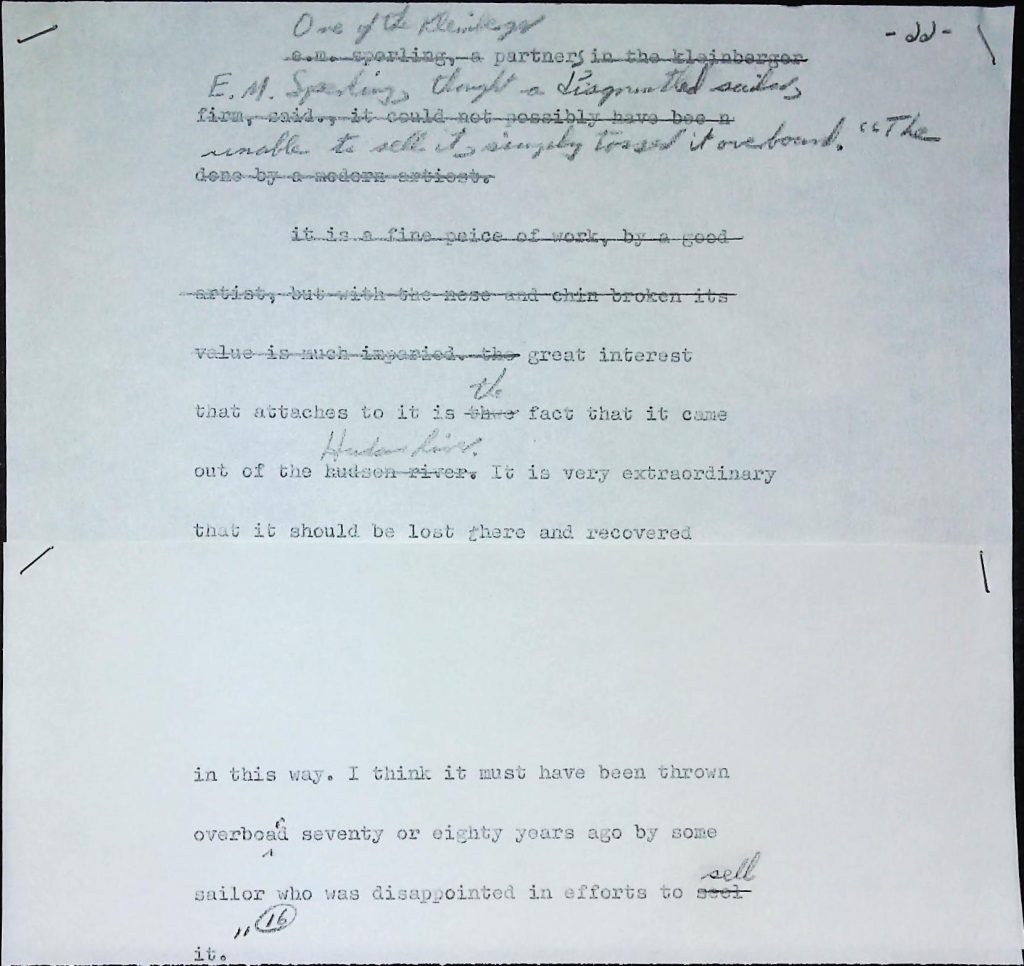 One of the Kleinberger
-22-
e.m. sperling, a partners in the kleinberger
E. M. Sperling, thought a disgruntled sailor,
firm, said., it could not possibly have bee n
unable to sell it, simply tossed it overboard. "The
done by a modern artiest.
it is a fine peice of work, by a good
artist, but with the nose and chin broken its
value is much imparied. the great interest
the
that attaches to it is thwe fact that it came
Hudson River.
out of the hudson river. It is very extraordinary
that it should be lost there and recovered
in this way. I think it must have been thrown
r
overboad seventy or eighty years ago by some
sell
sailor who was disappointed in efforts to seel
" 16
it.